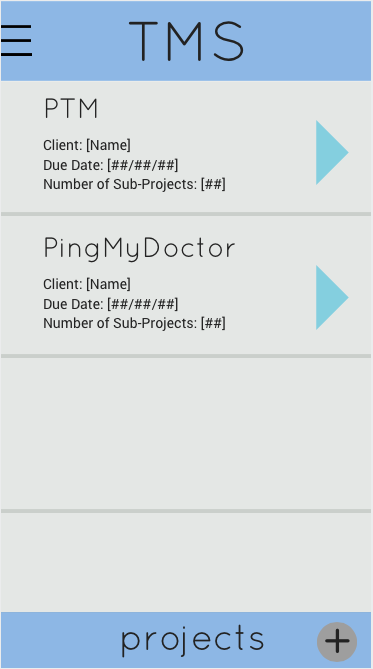 TMS
PTM
Client: [Name]
Due Date: [##/##/##]
Number of Sub-Projects: [##]
PingMyDoctor
Client: [Name]
Due Date: [##/##/##]
Number of Sub-Projects: [##]
projects